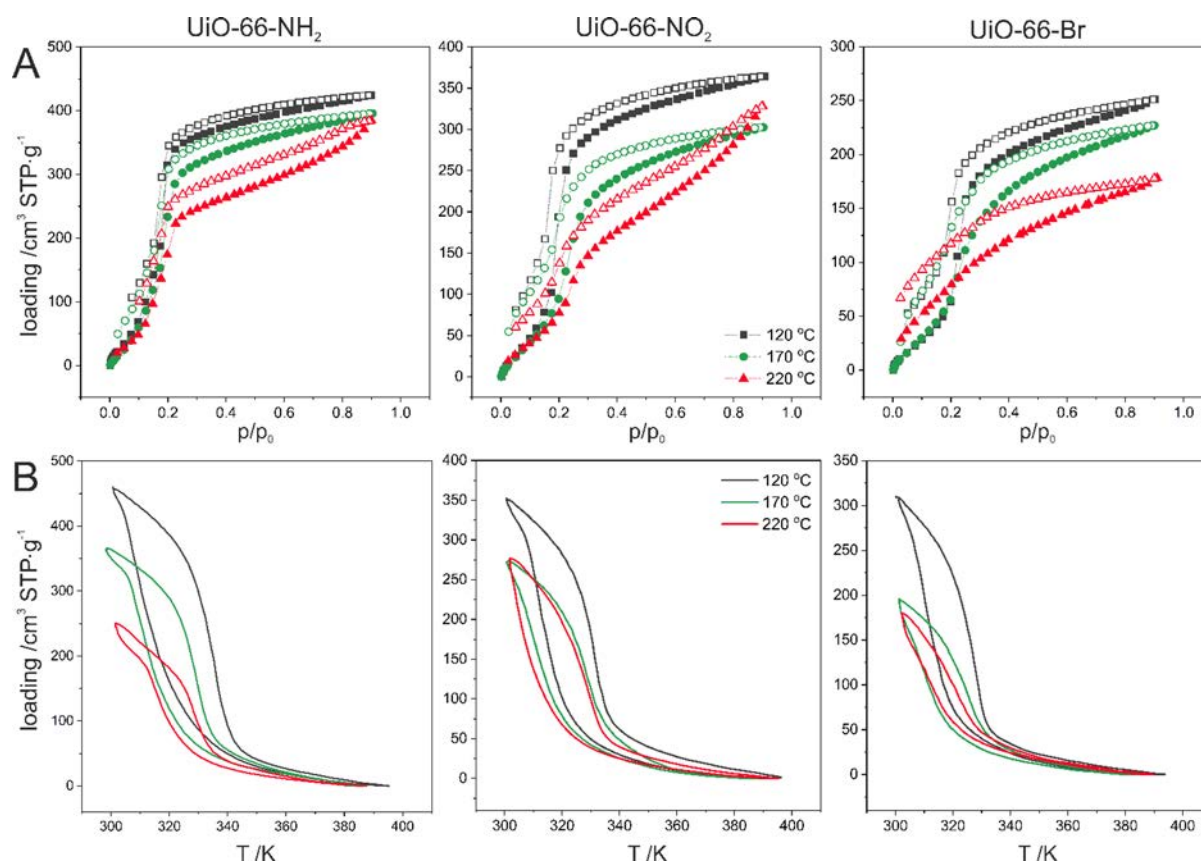 UiO-66-NH₂ UiO-66-NO₂ UiO-66-Br
A
500 400 300
350
400 250
300
300 250 200
200 150
200
150 100
100 100
50 50
0 0 0
loading /cm³ STP·g⁻¹
120 °C
170 °C
220 °C
0.0 0.2 0.4 0.6 0.8 1.0 0.0 0.2 0.4 0.6 0.8 1.0 0.0 0.2 0.4 0.6 0.8 1.0
p/p₀ p/p₀ p/p₀
B
500 400 350
350 300
400
300 250
300 250 200
200 150
200
150 100
100 100
50 50
0 0 0
loading /cm³ STP·g⁻¹
120 °C
170 °C
220 °C
300 320 340 360 380 400 300 320 340 360 380 400 300 320 340 360 380 400
T /K T /K T /K